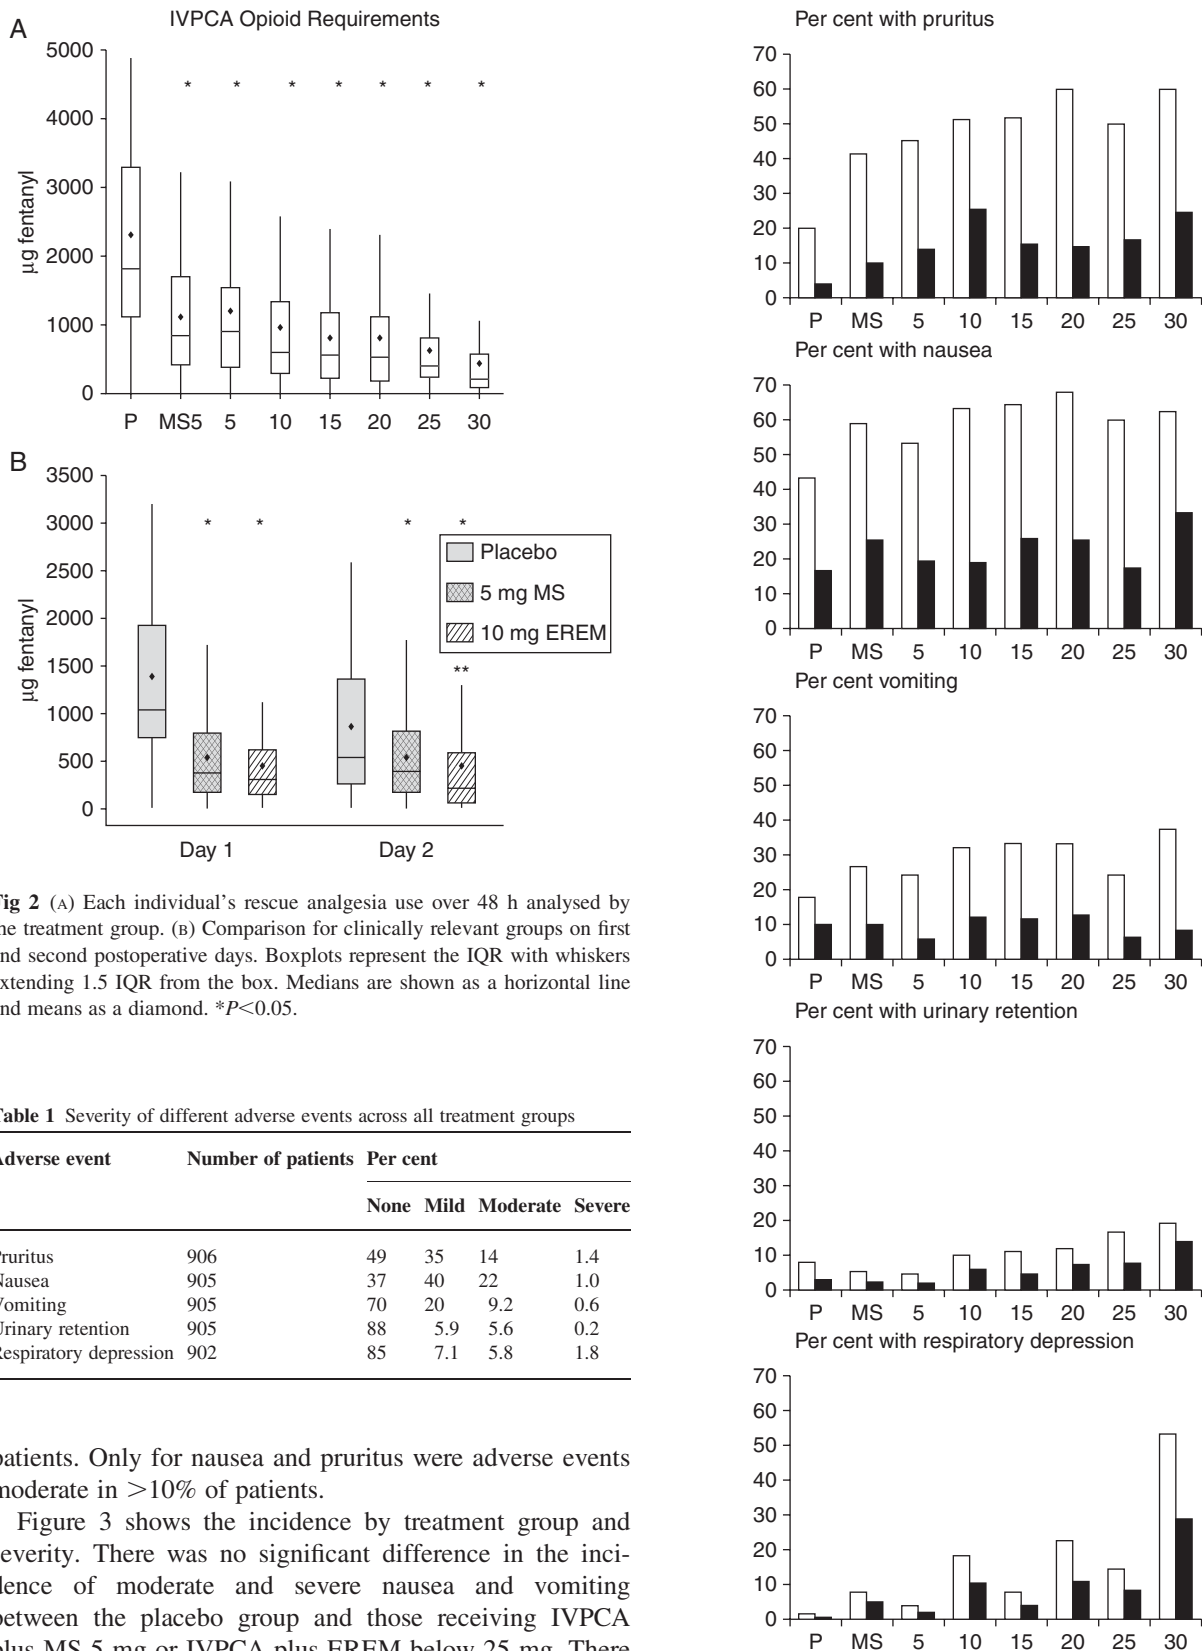 A
IVPCA Opioid Requirements
5000
4000
3000
2000
1000
0
µg fentanyl
* * * * * * *
P MS5 5 10 15 20 25 30
B
3500
3000
2500
2000
1500
1000
500
0
µg fentanyl
* * * *
Placebo
5 mg MS
10 mg EREM
**
Day 1 Day 2
Fig 2 (A) Each individual's rescue analgesia use over 48 h analysed by
he treatment group. (B) Comparison for clinically relevant groups on first
nd second postoperative days. Boxplots represent the IQR with whiskers
xtending 1.5 IQR from the box. Medians are shown as a horizontal line
nd means as a diamond. *P<0.05.
Table 1 Severity of different adverse events across all treatment groups
Adverse event Number of patients Per cent
None Mild Moderate Severe
Pruritus 906 49 35 14 1.4
Nausea 905 37 40 22 1.0
Vomiting 905 70 20 9.2 0.6
Urinary retention 905 88 5.9 5.6 0.2
Respiratory depression 902 85 7.1 5.8 1.8
patients. Only for nausea and pruritus were adverse events
moderate in >10% of patients.
Figure 3 shows the incidence by treatment group and
severity. There was no significant difference in the inci-
dence of moderate and severe nausea and vomiting
between the placebo group and those receiving IVPCA
plus MS 5 mg or IVPCA plus EREM below 25 mg. There
Per cent with pruritus
70
60
50
40
30
20
10
0
P MS 5 10 15 20 25 30
Per cent with nausea
70
60
50
40
30
20
10
0
P MS 5 10 15 20 25 30
Per cent vomiting
70
60
50
40
30
20
10
0
P MS 5 10 15 20 25 30
Per cent with urinary retention
70
60
50
40
30
20
10
0
P MS 5 10 15 20 25 30
Per cent with respiratory depression
70
60
50
40
30
20
10
0
P MS 5 10 15 20 25 30